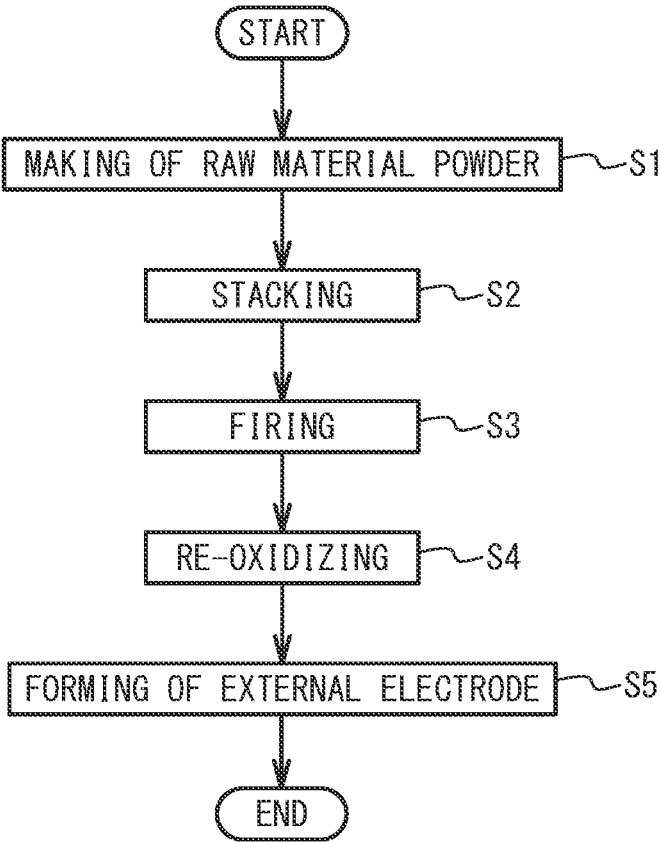 START
MAKING OF RAW MATERIAL POWDER S1
STACKING S2
FIRING S3
RE-OXIDIZING S4
FORMING OF EXTERNAL ELECTRODE S5
END